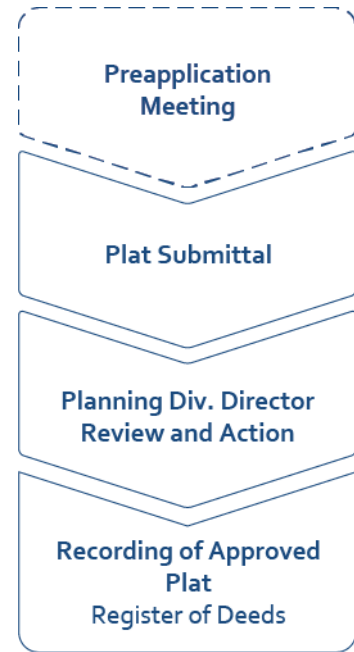 Preapplication
Meeting
Plat Submittal
Planning Div. Director
Review and Action
Recording of Approved
Plat
Register of Deeds